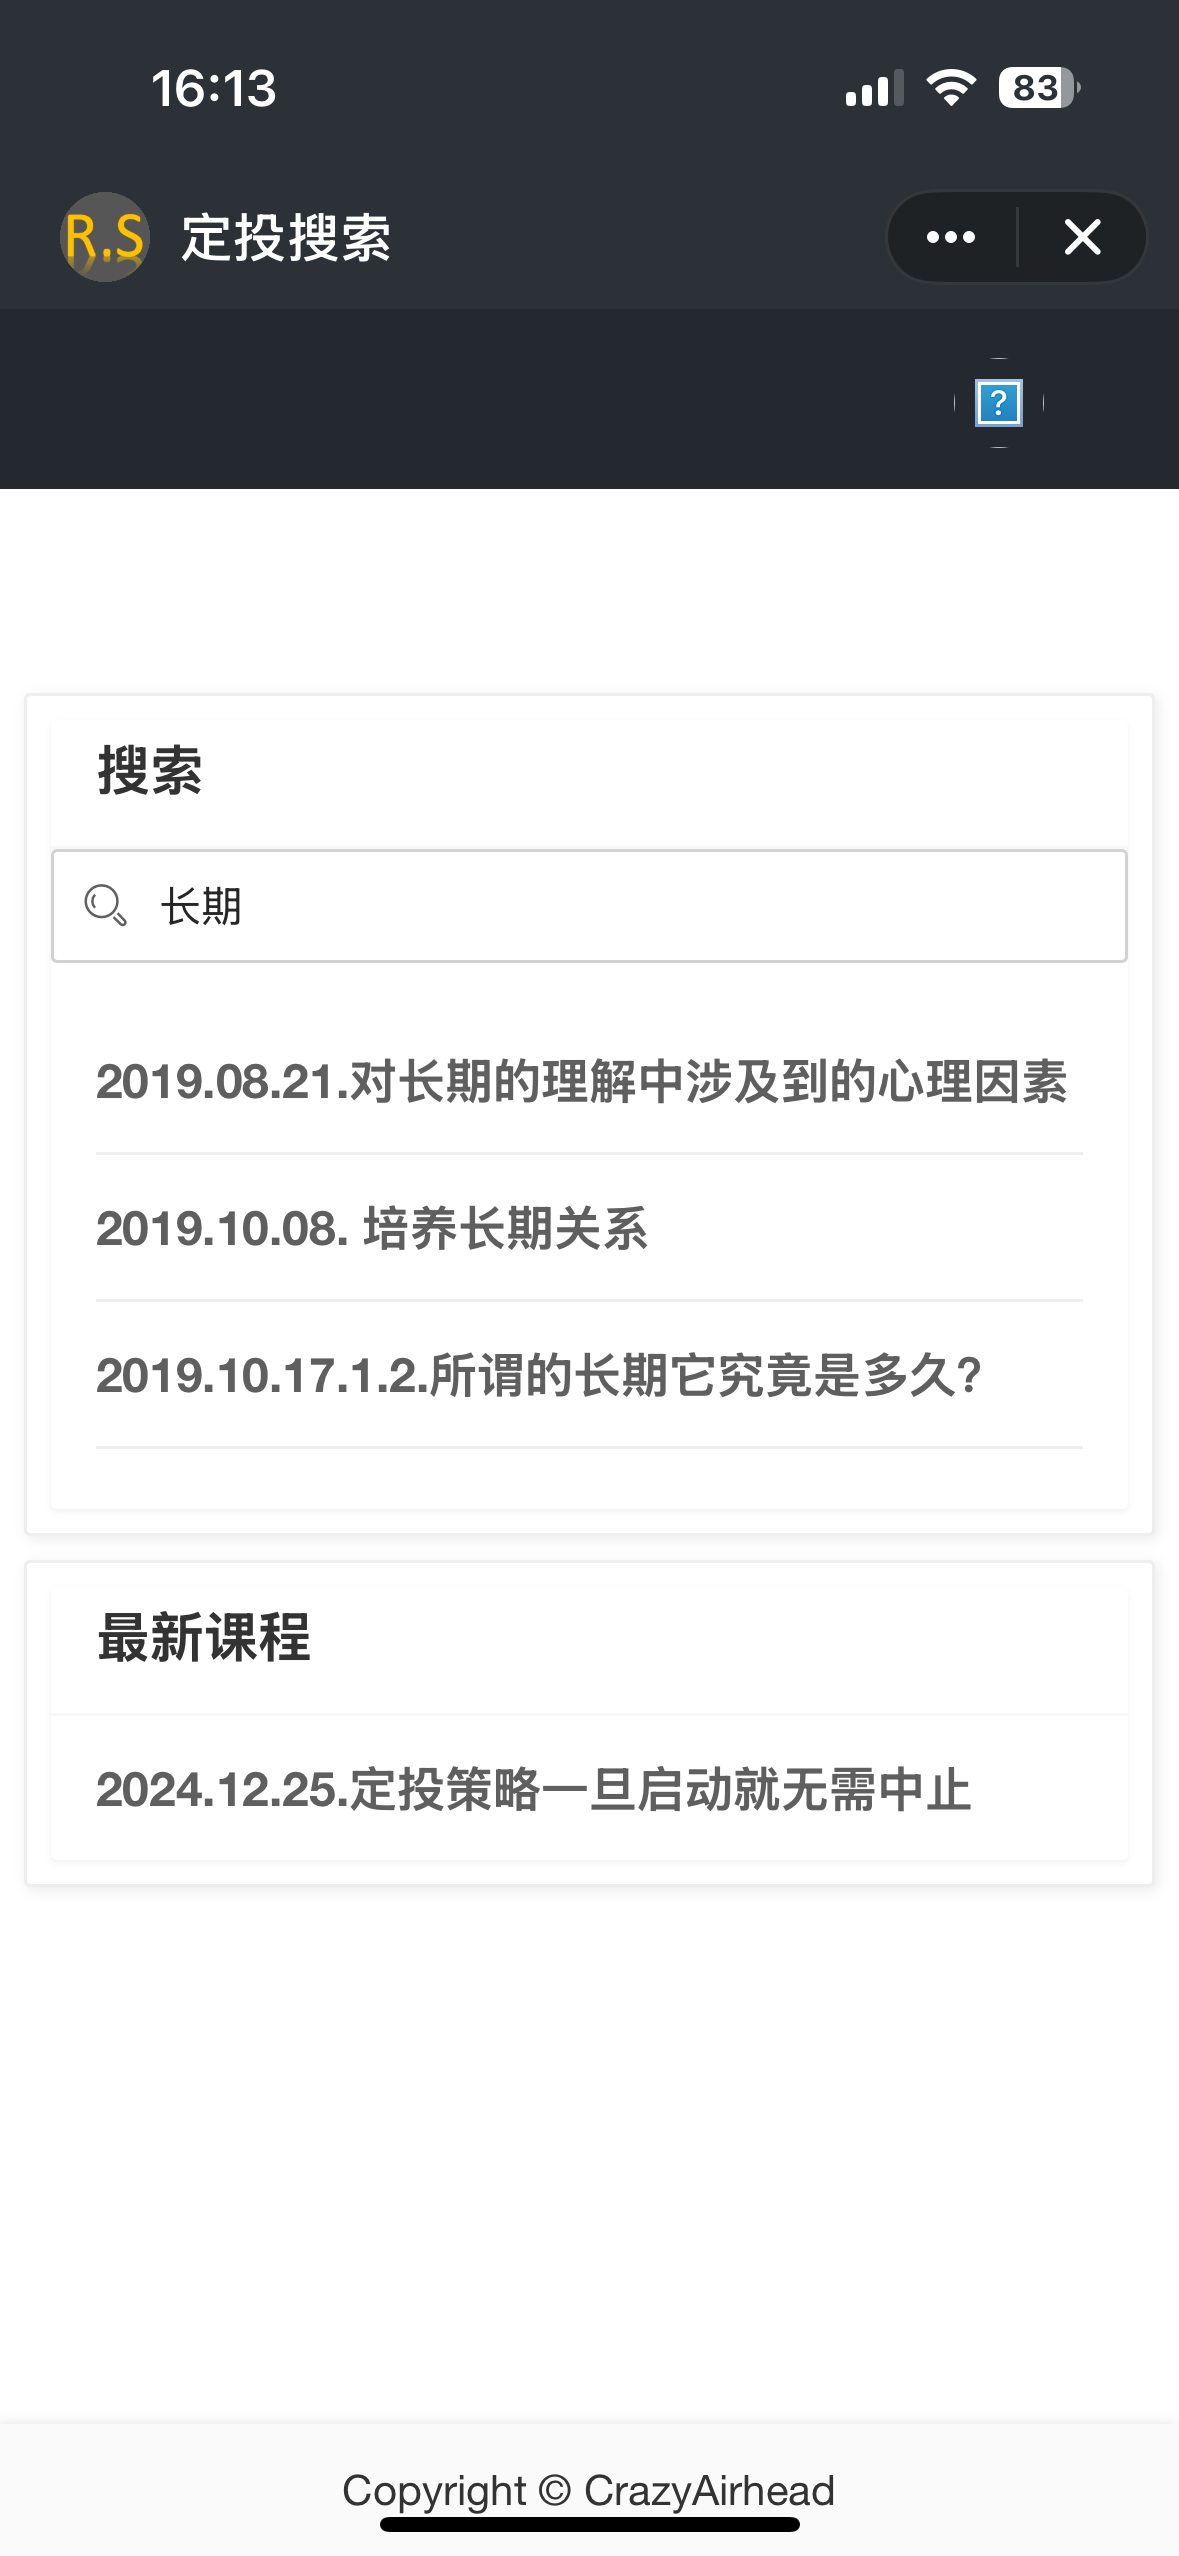 16:13
83
R.S 定投搜索
?
搜索
长期
2019.08.21.对长期的理解中涉及到的心理因素
2019.10.08. 培养长期关系
2019.10.17.1.2.所谓的长期它究竟是多久?
最新课程
2024.12.25.定投策略一旦启动就无需中止
Copyright © CrazyAirhead